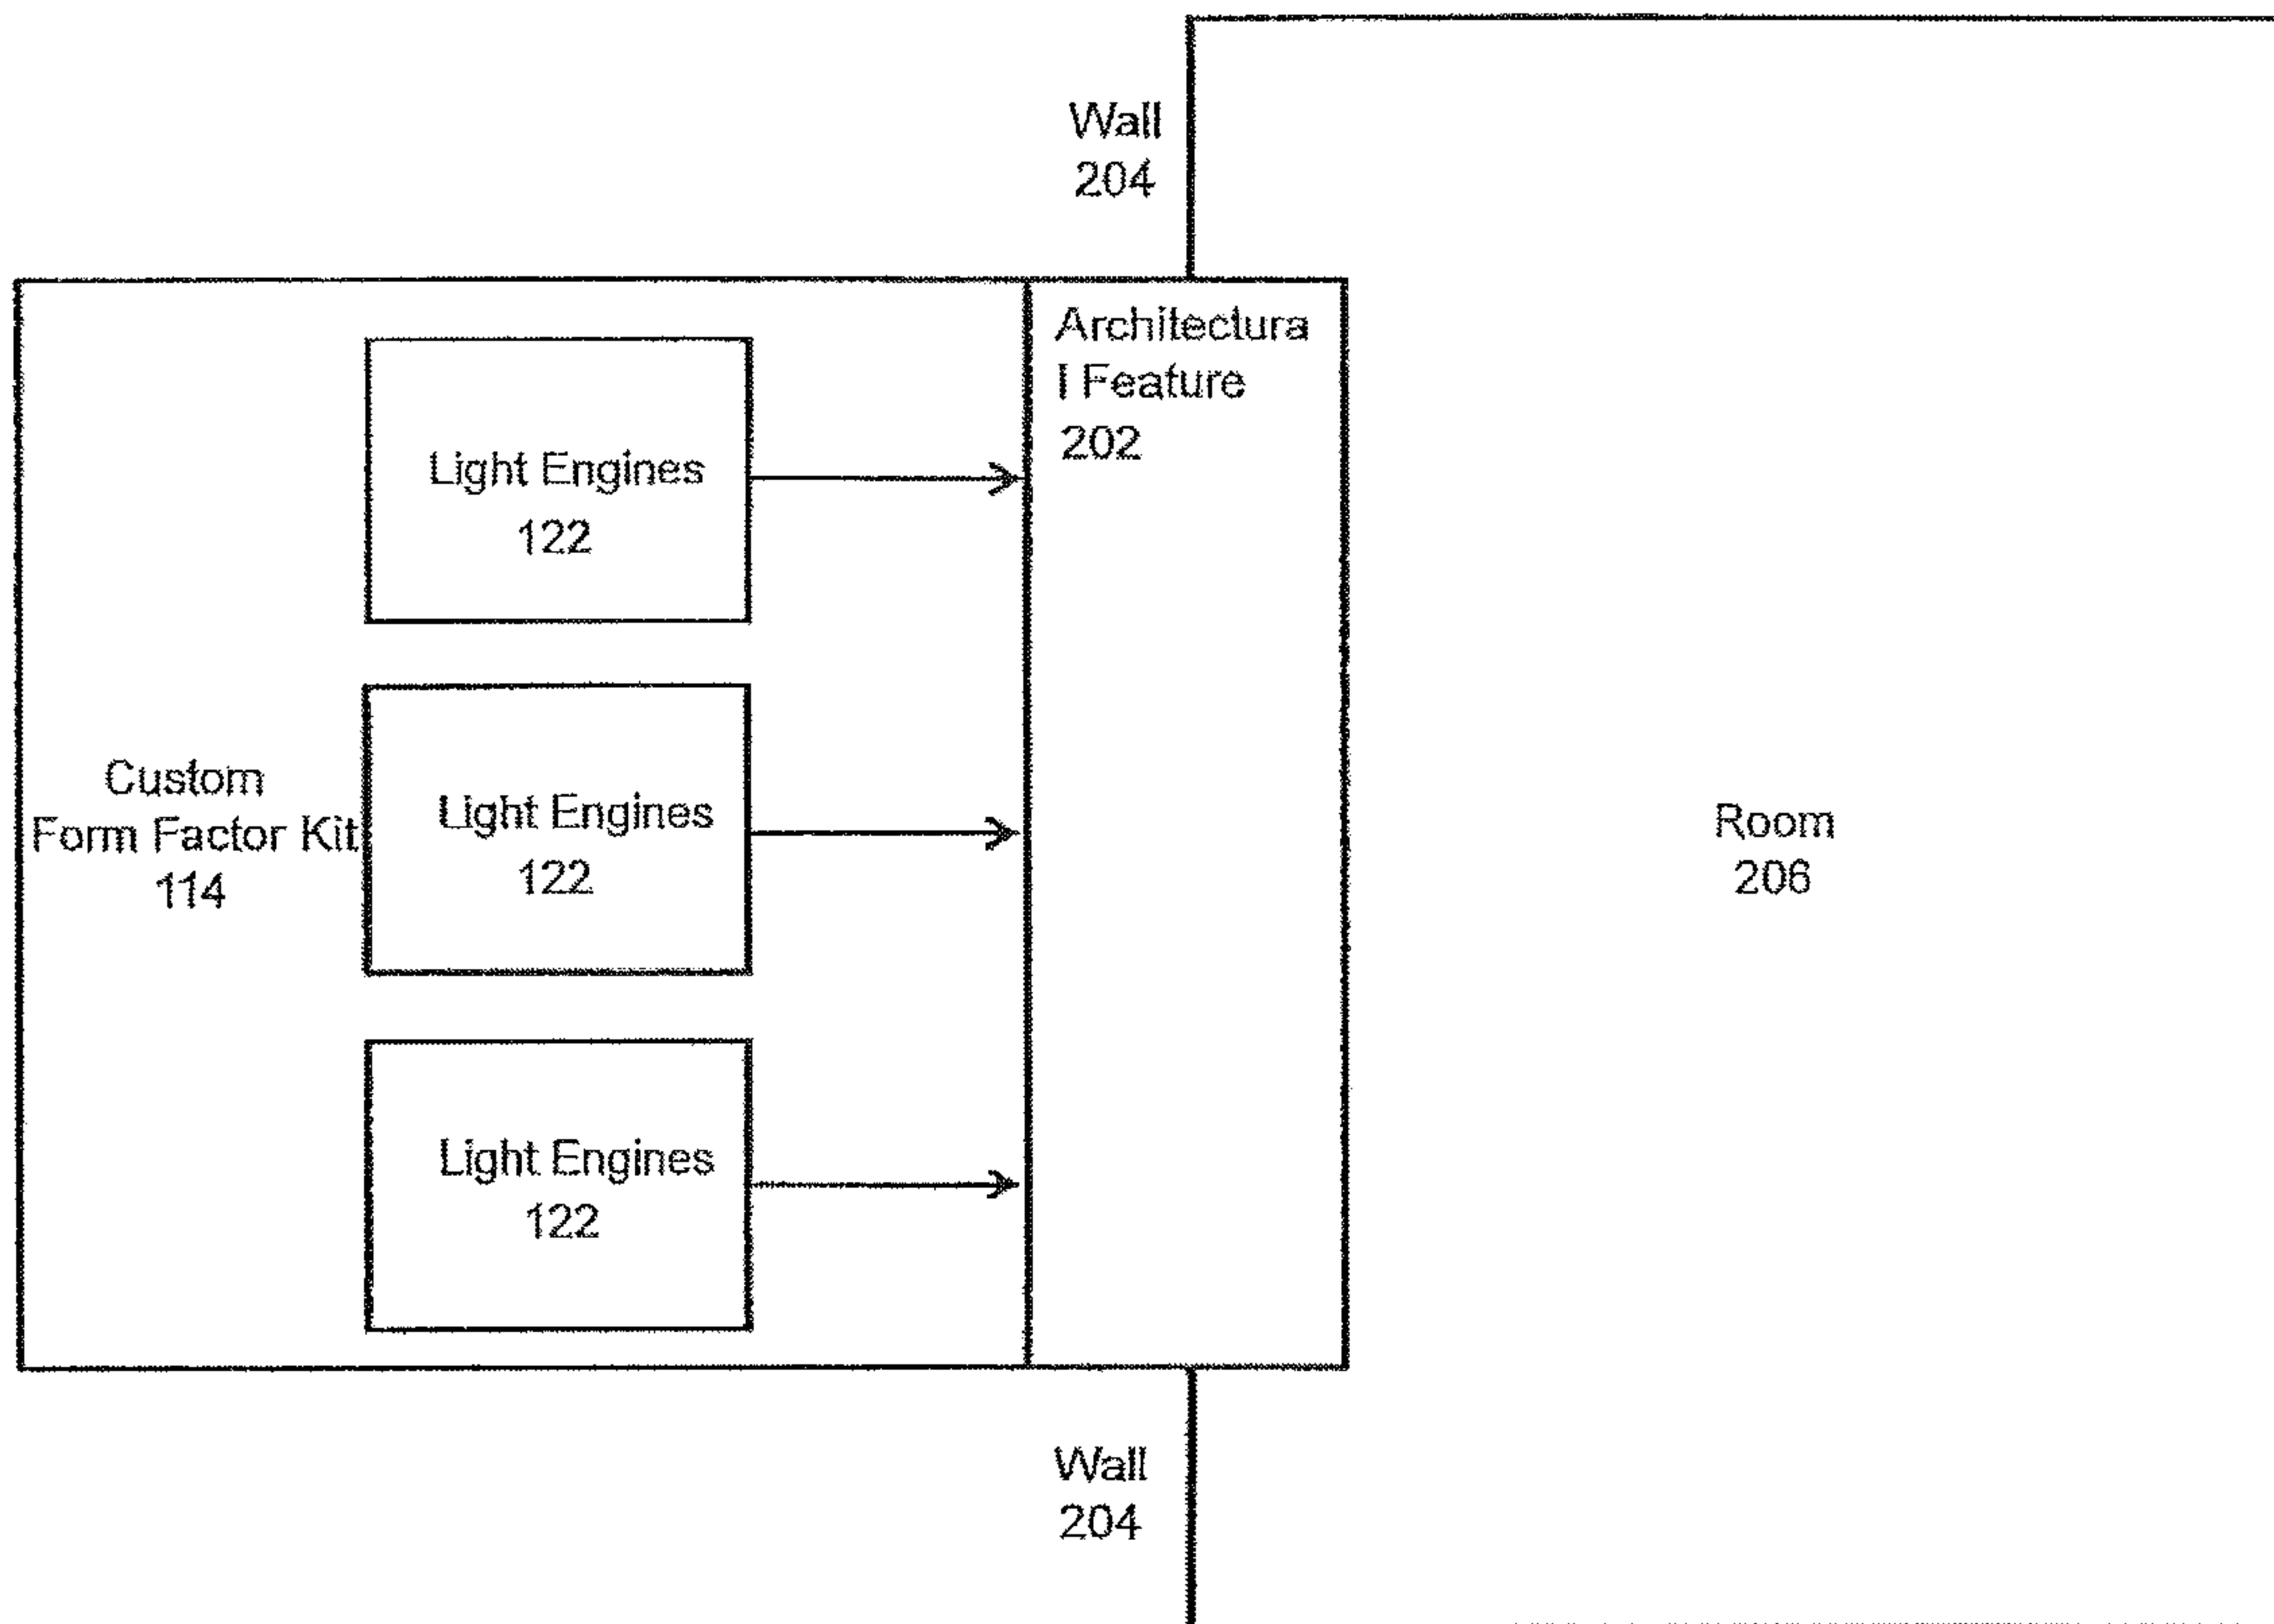 Wall
204
Architectura
l Feature
202
Light Engines
122
Custom
Form Factor Kit
114
Light Engines
122
Room
206
Light Engines
122
Wall
204